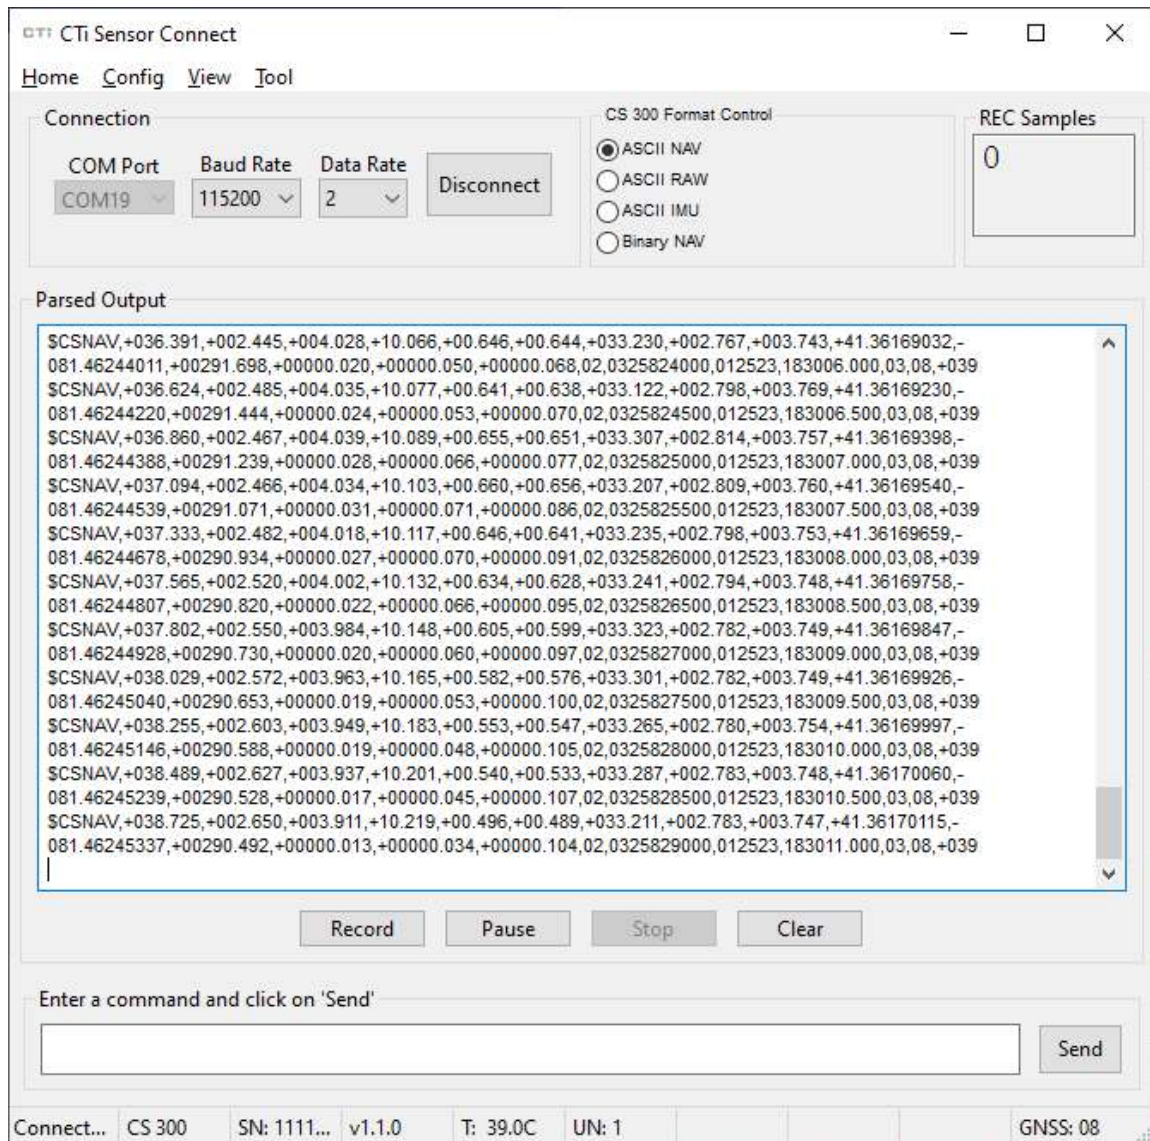 CTi CTi Sensor Connect
Home Config View Tool
Connection
COM Port Baud Rate Data Rate
COM19 115200 2 Disconnect
CS 300 Format Control
ASCII NAV
ASCII RAW
ASCII IMU
Binary NAV
REC Samples
0
Parsed Output
$CSNAV,+036.391,+002.445,+004.028,+10.066,+00.646,+00.644,+033.230,+002.767,+003.743,+41.36169032,-
081.46244011,+00291.698,+00000.020,+00000.050,+00000.068,02,0325824000,012523,183006.000,03,08,+039
$CSNAV,+036.624,+002.485,+004.035,+10.077,+00.641,+00.638,+033.122,+002.798,+003.769,+41.36169230,-
081.46244220,+00291.444,+00000.024,+00000.053,+00000.070,02,0325824500,012523,183006.500,03,08,+039
$CSNAV,+036.860,+002.467,+004.039,+10.089,+00.655,+00.651,+033.307,+002.814,+003.757,+41.36169398,-
081.46244388,+00291.239,+00000.028,+00000.066,+00000.077,02,0325825000,012523,183007.000,03,08,+039
$CSNAV,+037.094,+002.466,+004.034,+10.103,+00.660,+00.656,+033.207,+002.809,+003.760,+41.36169540,-
081.46244539,+00291.071,+00000.031,+00000.071,+00000.086,02,0325825500,012523,183007.500,03,08,+039
$CSNAV,+037.333,+002.482,+004.018,+10.117,+00.646,+00.641,+033.235,+002.798,+003.753,+41.36169659,-
081.46244678,+00290.934,+00000.027,+00000.070,+00000.091,02,0325826000,012523,183008.000,03,08,+039
$CSNAV,+037.565,+002.520,+004.002,+10.132,+00.634,+00.628,+033.241,+002.794,+003.748,+41.36169758,-
081.46244807,+00290.820,+00000.022,+00000.066,+00000.095,02,0325826500,012523,183008.500,03,08,+039
$CSNAV,+037.802,+002.550,+003.984,+10.148,+00.605,+00.599,+033.323,+002.782,+003.749,+41.36169847,-
081.46244928,+00290.730,+00000.020,+00000.060,+00000.097,02,0325827000,012523,183009.000,03,08,+039
$CSNAV,+038.029,+002.572,+003.963,+10.165,+00.582,+00.576,+033.301,+002.782,+003.749,+41.36169926,-
081.46245040,+00290.653,+00000.019,+00000.053,+00000.100,02,0325827500,012523,183009.500,03,08,+039
$CSNAV,+038.255,+002.603,+003.949,+10.183,+00.553,+00.547,+033.265,+002.780,+003.754,+41.36169997,-
081.46245146,+00290.588,+00000.019,+00000.048,+00000.105,02,0325828000,012523,183010.000,03,08,+039
$CSNAV,+038.489,+002.627,+003.937,+10.201,+00.540,+00.533,+033.287,+002.783,+003.748,+41.36170060,-
081.46245239,+00290.528,+00000.017,+00000.045,+00000.107,02,0325828500,012523,183010.500,03,08,+039
$CSNAV,+038.725,+002.650,+003.911,+10.219,+00.496,+00.489,+033.211,+002.783,+003.747,+41.36170115,-
081.46245337,+00290.492,+00000.013,+00000.034,+00000.104,02,0325829000,012523,183011.000,03,08,+039
Record Pause Stop Clear
Enter a command and click on 'Send'
Send
Connect... CS 300 SN: 1111... v1.1.0 T: 39.0C UN: 1 GNSS: 08